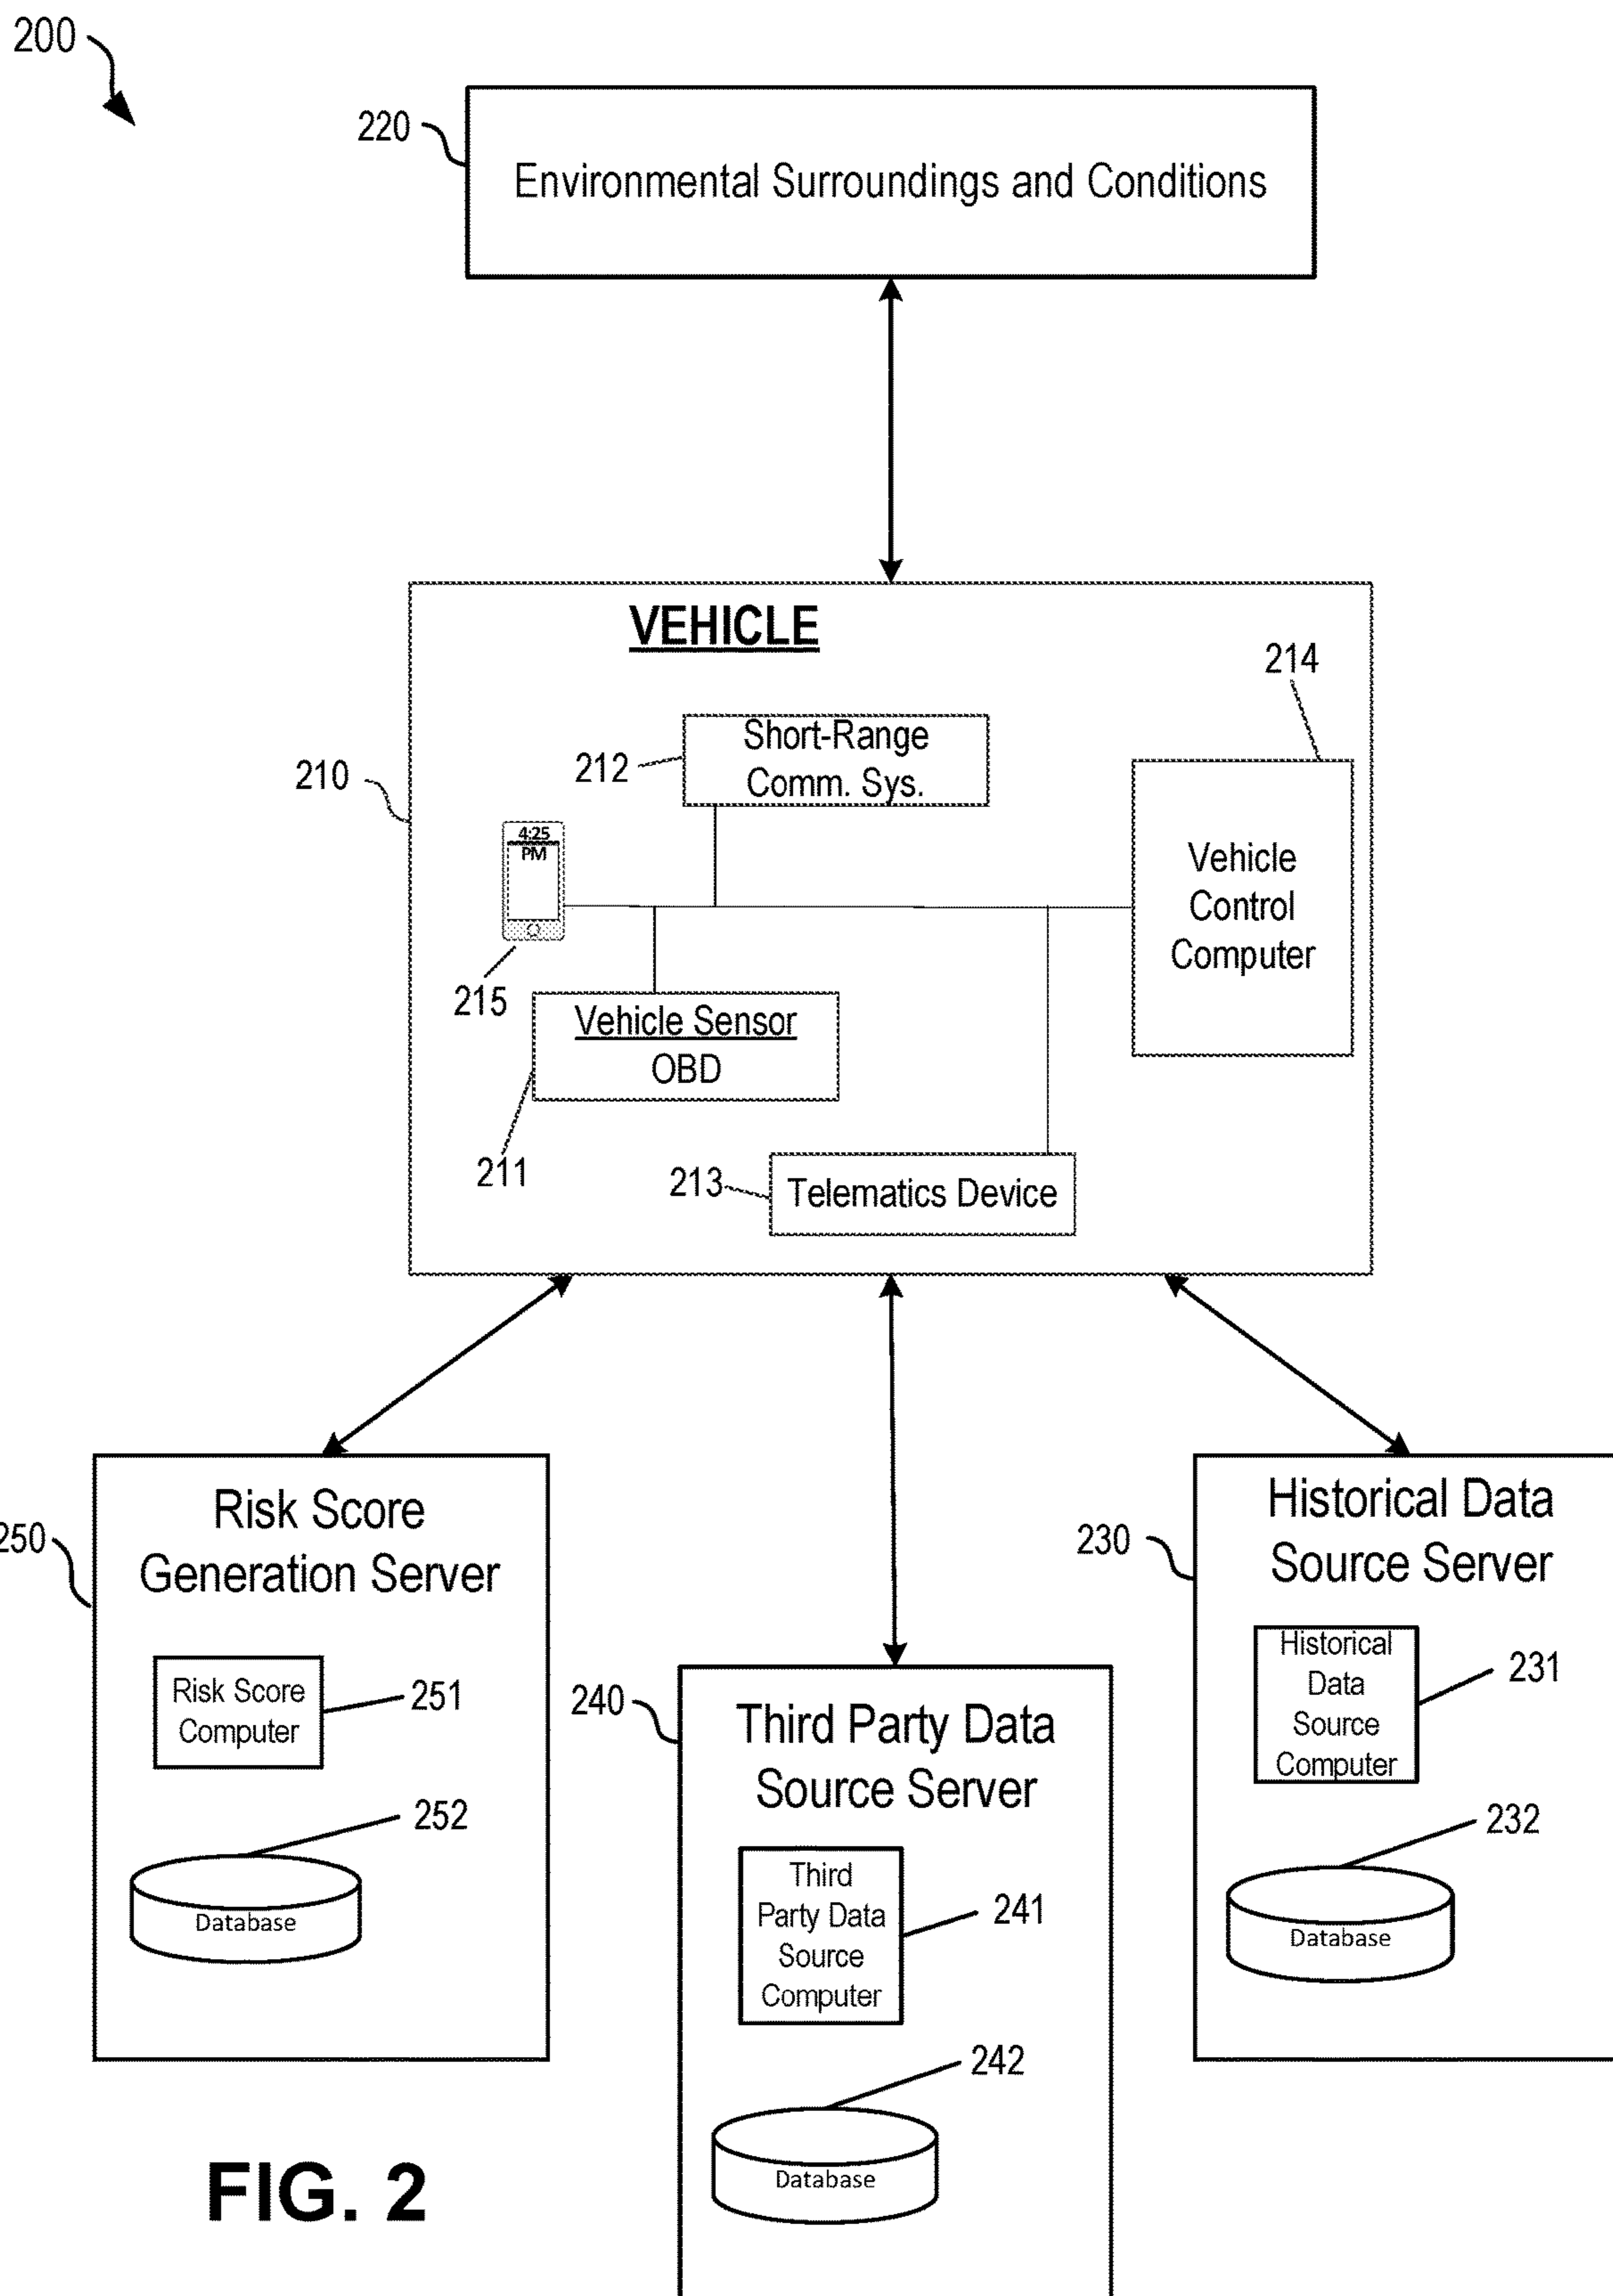 200
220
Environmental Surroundings and Conditions
VEHICLE
214
212
Short-Range
Comm. Sys.
210
4:25
PM
Vehicle
Control
Computer
215
Vehicle Sensor
OBD
211
213
Telematics Device
250
Risk Score
Generation Server
Risk Score
Computer
251
252
Database
240
Third Party Data
Source Server
Third
Party Data
Source
Computer
241
242
Database
230
Historical Data
Source Server
Historical
Data
Source
Computer
231
232
Database
FIG. 2